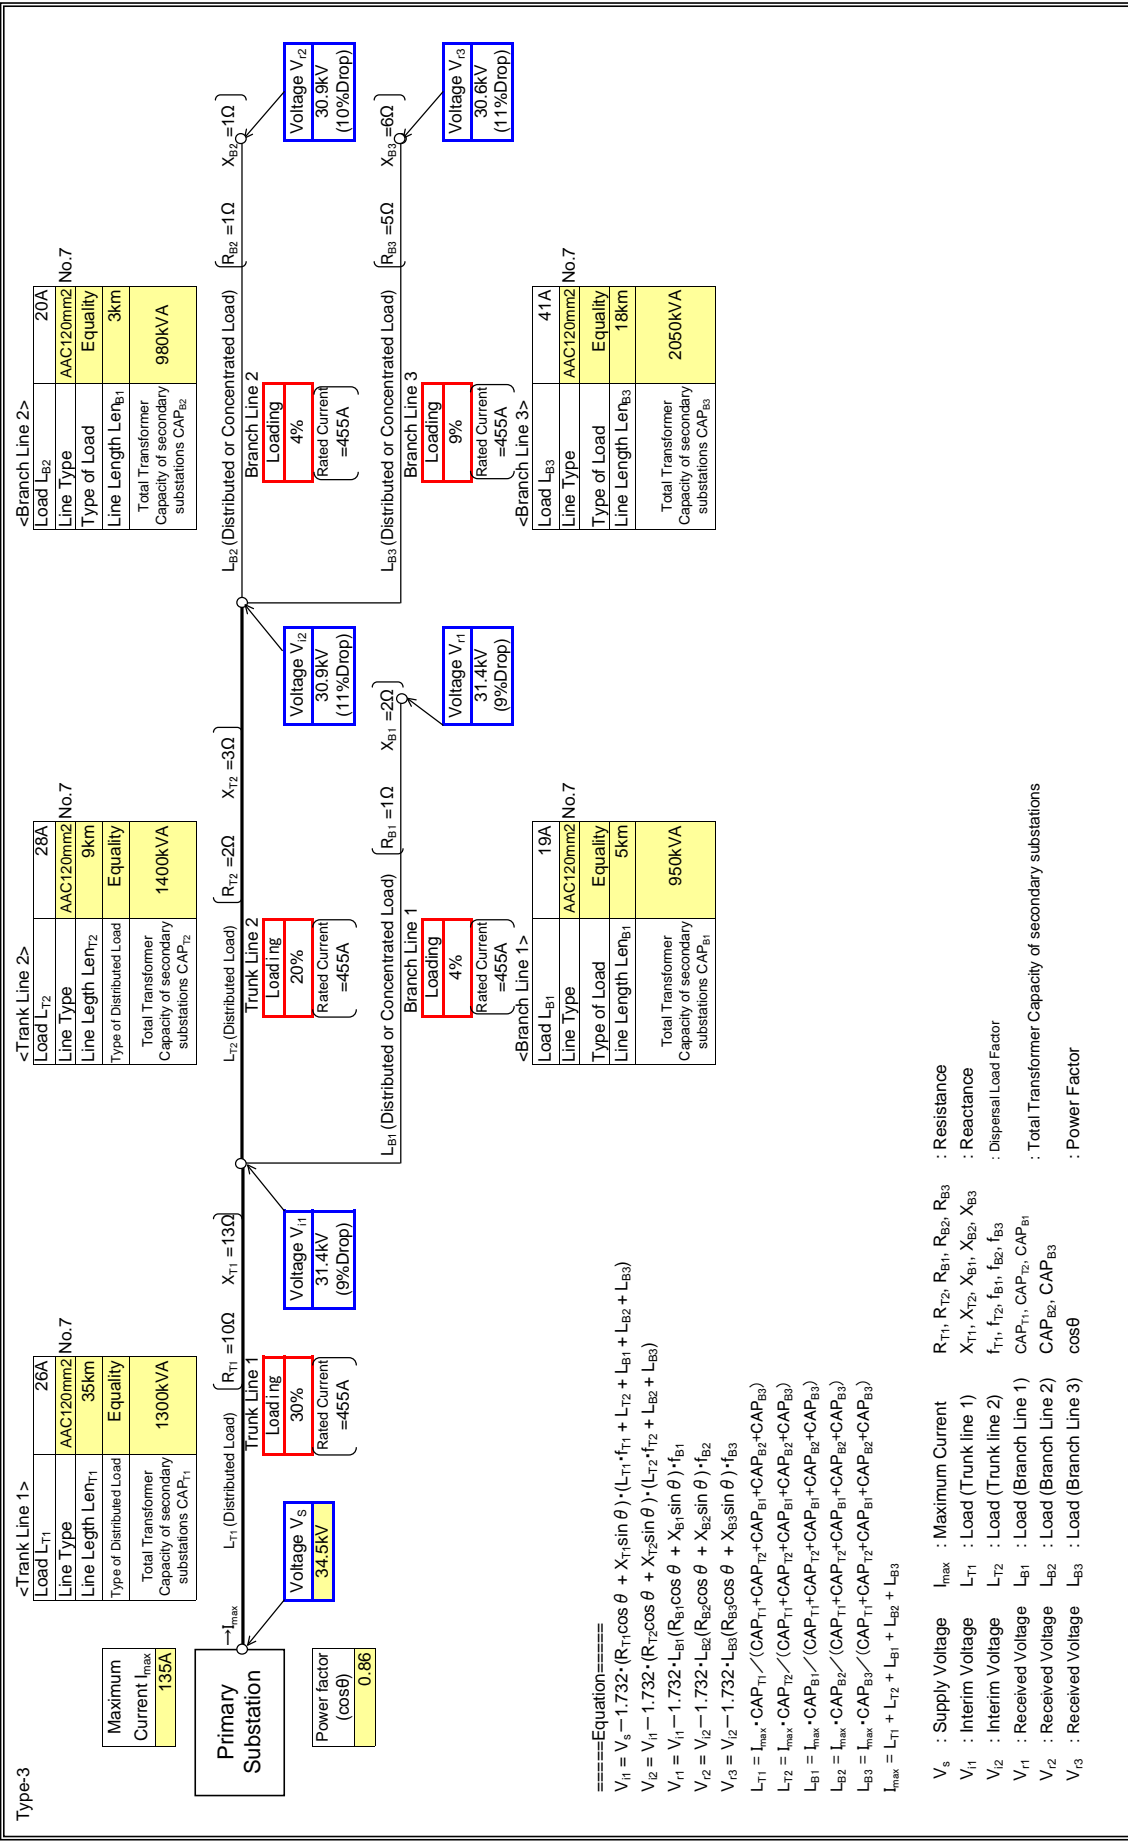 Type-3
<Trank Line 1>
Load LT1 26A
Line Type AAC120mm2 No.7
Line Legth LenT1 35km
Type of Distributed Load Equality
Total Transformer
Capacity of secondary
substations CAPT1
1300kVA
<Trank Line 2>
Load LT2 28A
Line Type AAC120mm2 No.7
Line Legth LenT2 9km
Type of Distributed Load Equality
Total Transformer
Capacity of secondary
substations CAPT2
1400kVA
<Branch Line 2>
Load LB2 20A
Line Type AAC120mm2 No.7
Type of Load Equality
Line Length LenB1 3km
Total Transformer
Capacity of secondary
substations CAPB2
980kVA
Maximum
Current Imax
135A
Primary
Substation
→Imax
Power factor
(cosθ)
0.86
Voltage VS
34.5kV
LT1 (Distributed Load)
RT1 =10Ω XT1 =13Ω
Trunk Line 1
Loading
30%
Rated Current
=455A
Voltage Vi1
31.4kV
(9%Drop)
LT2 (Distributed Load)
RT2 =2Ω XT2 =3Ω
Trunk Line 2
Loading
20%
Rated Current
=455A
Voltage Vi2
30.9kV
(11%Drop)
LB2 (Distributed or Concentrated Load)
RB2 =1Ω XB2 =1Ω
Branch Line 2
Loading
4%
Rated Current
=455A
Voltage Vr2
30.9kV
(10%Drop)
LB1 (Distributed or Concentrated Load)
RB1 =1Ω XB1 =2Ω
Branch Line 1
Loading
4%
Rated Current
=455A
Voltage Vr1
31.4kV
(9%Drop)
LB3 (Distributed or Concentrated Load)
RB3 =5Ω XB3 =6Ω
Branch Line 3
Loading
9%
Rated Current
=455A
Voltage Vr3
30.6kV
(11%Drop)
<Branch Line 1>
Load LB1 19A
Line Type AAC120mm2 No.7
Type of Load Equality
Line Length LenB1 5km
Total Transformer
Capacity of secondary
substations CAPB1
950kVA
<Branch Line 3>
Load LB3 41A
Line Type AAC120mm2 No.7
Type of Load Equality
Line Length LenB3 18km
Total Transformer
Capacity of secondary
substations CAPB3
2050kVA
=====Equation=====
Vi1 = Vs－1.732・(RT1cos θ + XT1sin θ)・(LT1・fT1 + LT2 + LB1 + LB2 + LB3)
Vi2 = Vi1－1.732・(RT2cos θ + XT2sin θ)・(LT2・fT2 + LB2 + LB3)
Vr1 = Vi1－1.732・LB1(RB1cos θ + XB1sin θ)・fB1
Vr2 = Vi2－1.732・LB2(RB2cos θ + XB2sin θ)・fB2
Vr3 = Vi2－1.732・LB3(RB3cos θ + XB3sin θ)・fB3
LT1 = Imax・CAPT1／(CAPT1+CAPT2+CAPB1+CAPB2+CAPB3)
LT2 = Imax・CAPT2／(CAPT1+CAPT2+CAPB1+CAPB2+CAPB3)
LB1 = Imax・CAPB1／(CAPT1+CAPT2+CAPB1+CAPB2+CAPB3)
LB2 = Imax・CAPB2／(CAPT1+CAPT2+CAPB1+CAPB2+CAPB3)
LB3 = Imax・CAPB3／(CAPT1+CAPT2+CAPB1+CAPB2+CAPB3)
Imax = LT1 + LT2 + LB1 + LB2 + LB3
Vs : Supply Voltage Imax : Maximum Current RT1, RT2, RB1, RB2, RB3 : Resistance
Vi1 : Interim Voltage LT1 : Load (Trunk line 1) XT1, XT2, XB1, XB2, XB3 : Reactance
Vi2 : Interim Voltage LT2 : Load (Trunk line 2) fT1, fT2, fB1, fB2, fB3 : Dispersal Load Factor
Vr1 : Received Voltage LB1 : Load (Branch Line 1) CAPT1, CAPT2, CAPB1 : Total Transformer Capacity of secondary substations
Vr2 : Received Voltage LB2 : Load (Branch Line 2) CAPB2, CAPB3
Vr3 : Received Voltage LB3 : Load (Branch Line 3) cosθ : Power Factor